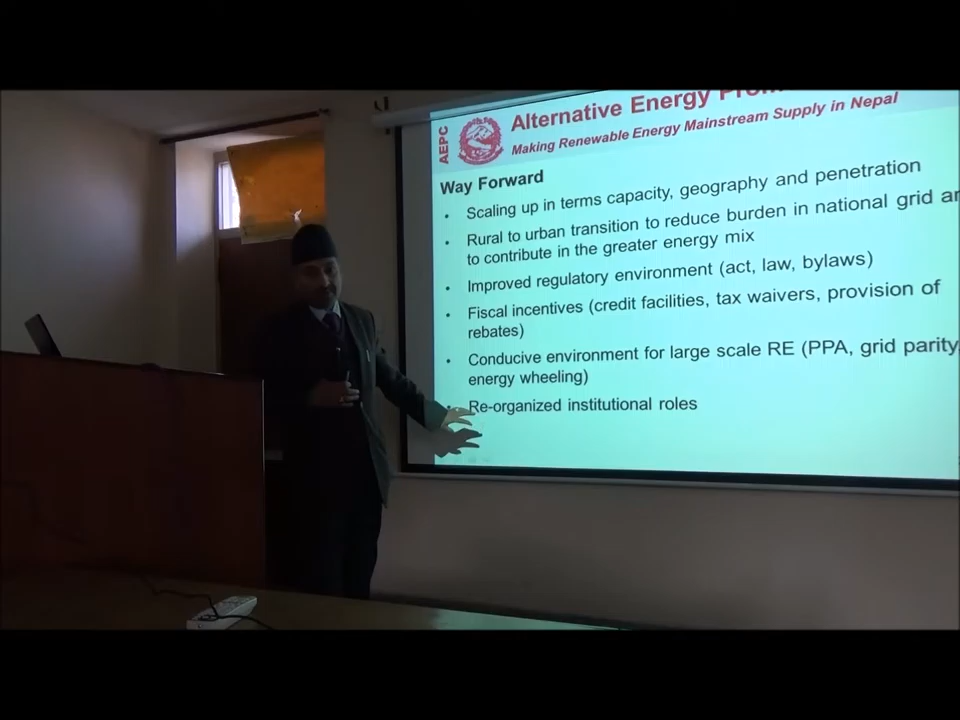 AEPC
Alternative Energy
Making Renewable Energy Mainstream Supply in Nepal
Way Forward
• Scaling up in terms capacity, geography and penetration
• Rural to urban transition to reduce burden in national grid
to contribute in the greater energy mix
• Improved regulatory environment (act, law, bylaws)
• Fiscal incentives (credit facilities, tax waivers, provision of
rebates)
• Conducive environment for large scale RE (PPA, grid parity,
energy wheeling)
• Re-organized institutional roles